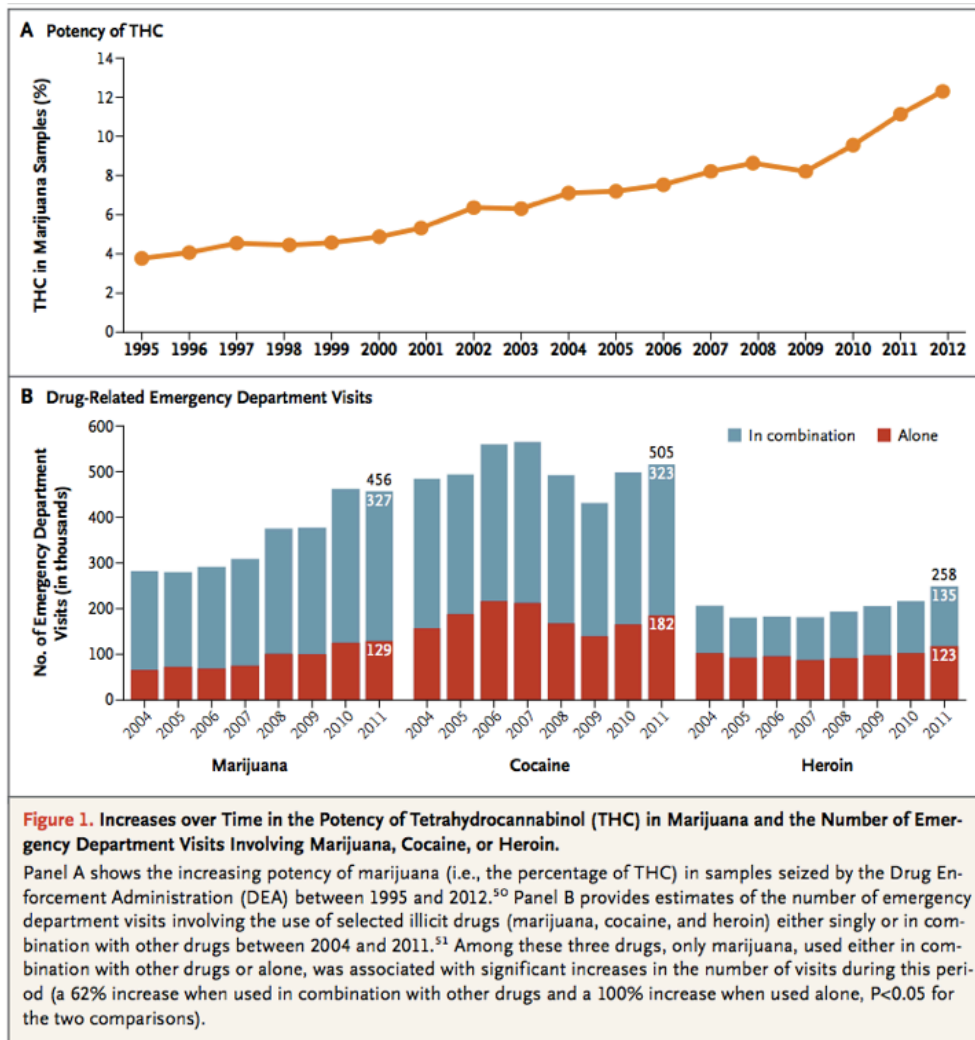 A Potency of THC
THC in Marijuana Samples (%)
14
12
10
8
6
4
2
0
1995 1996 1997 1998 1999 2000 2001 2002 2003 2004 2005 2006 2007 2008 2009 2010 2011 2012
B Drug-Related Emergency Department Visits
No. of Emergency Department
Visits (in thousands)
600
500
400
300
200
100
0
In combination Alone
456
327
129
505
323
182
258
135
123
2004 2005 2006 2007 2008 2009 2010 2011
Marijuana
2004 2005 2006 2007 2008 2009 2010 2011
Cocaine
2004 2005 2006 2007 2008 2009 2010 2011
Heroin
Figure 1. Increases over Time in the Potency of Tetrahydrocannabinol (THC) in Marijuana and the Number of Emer-
gency Department Visits Involving Marijuana, Cocaine, or Heroin.
Panel A shows the increasing potency of marijuana (i.e., the percentage of THC) in samples seized by the Drug En-
forcement Administration (DEA) between 1995 and 2012.50 Panel B provides estimates of the number of emergency
department visits involving the use of selected illicit drugs (marijuana, cocaine, and heroin) either singly or in com-
bination with other drugs between 2004 and 2011.51 Among these three drugs, only marijuana, used either in com-
bination with other drugs or alone, was associated with significant increases in the number of visits during this peri-
od (a 62% increase when used in combination with other drugs and a 100% increase when used alone, P<0.05 for
the two comparisons).